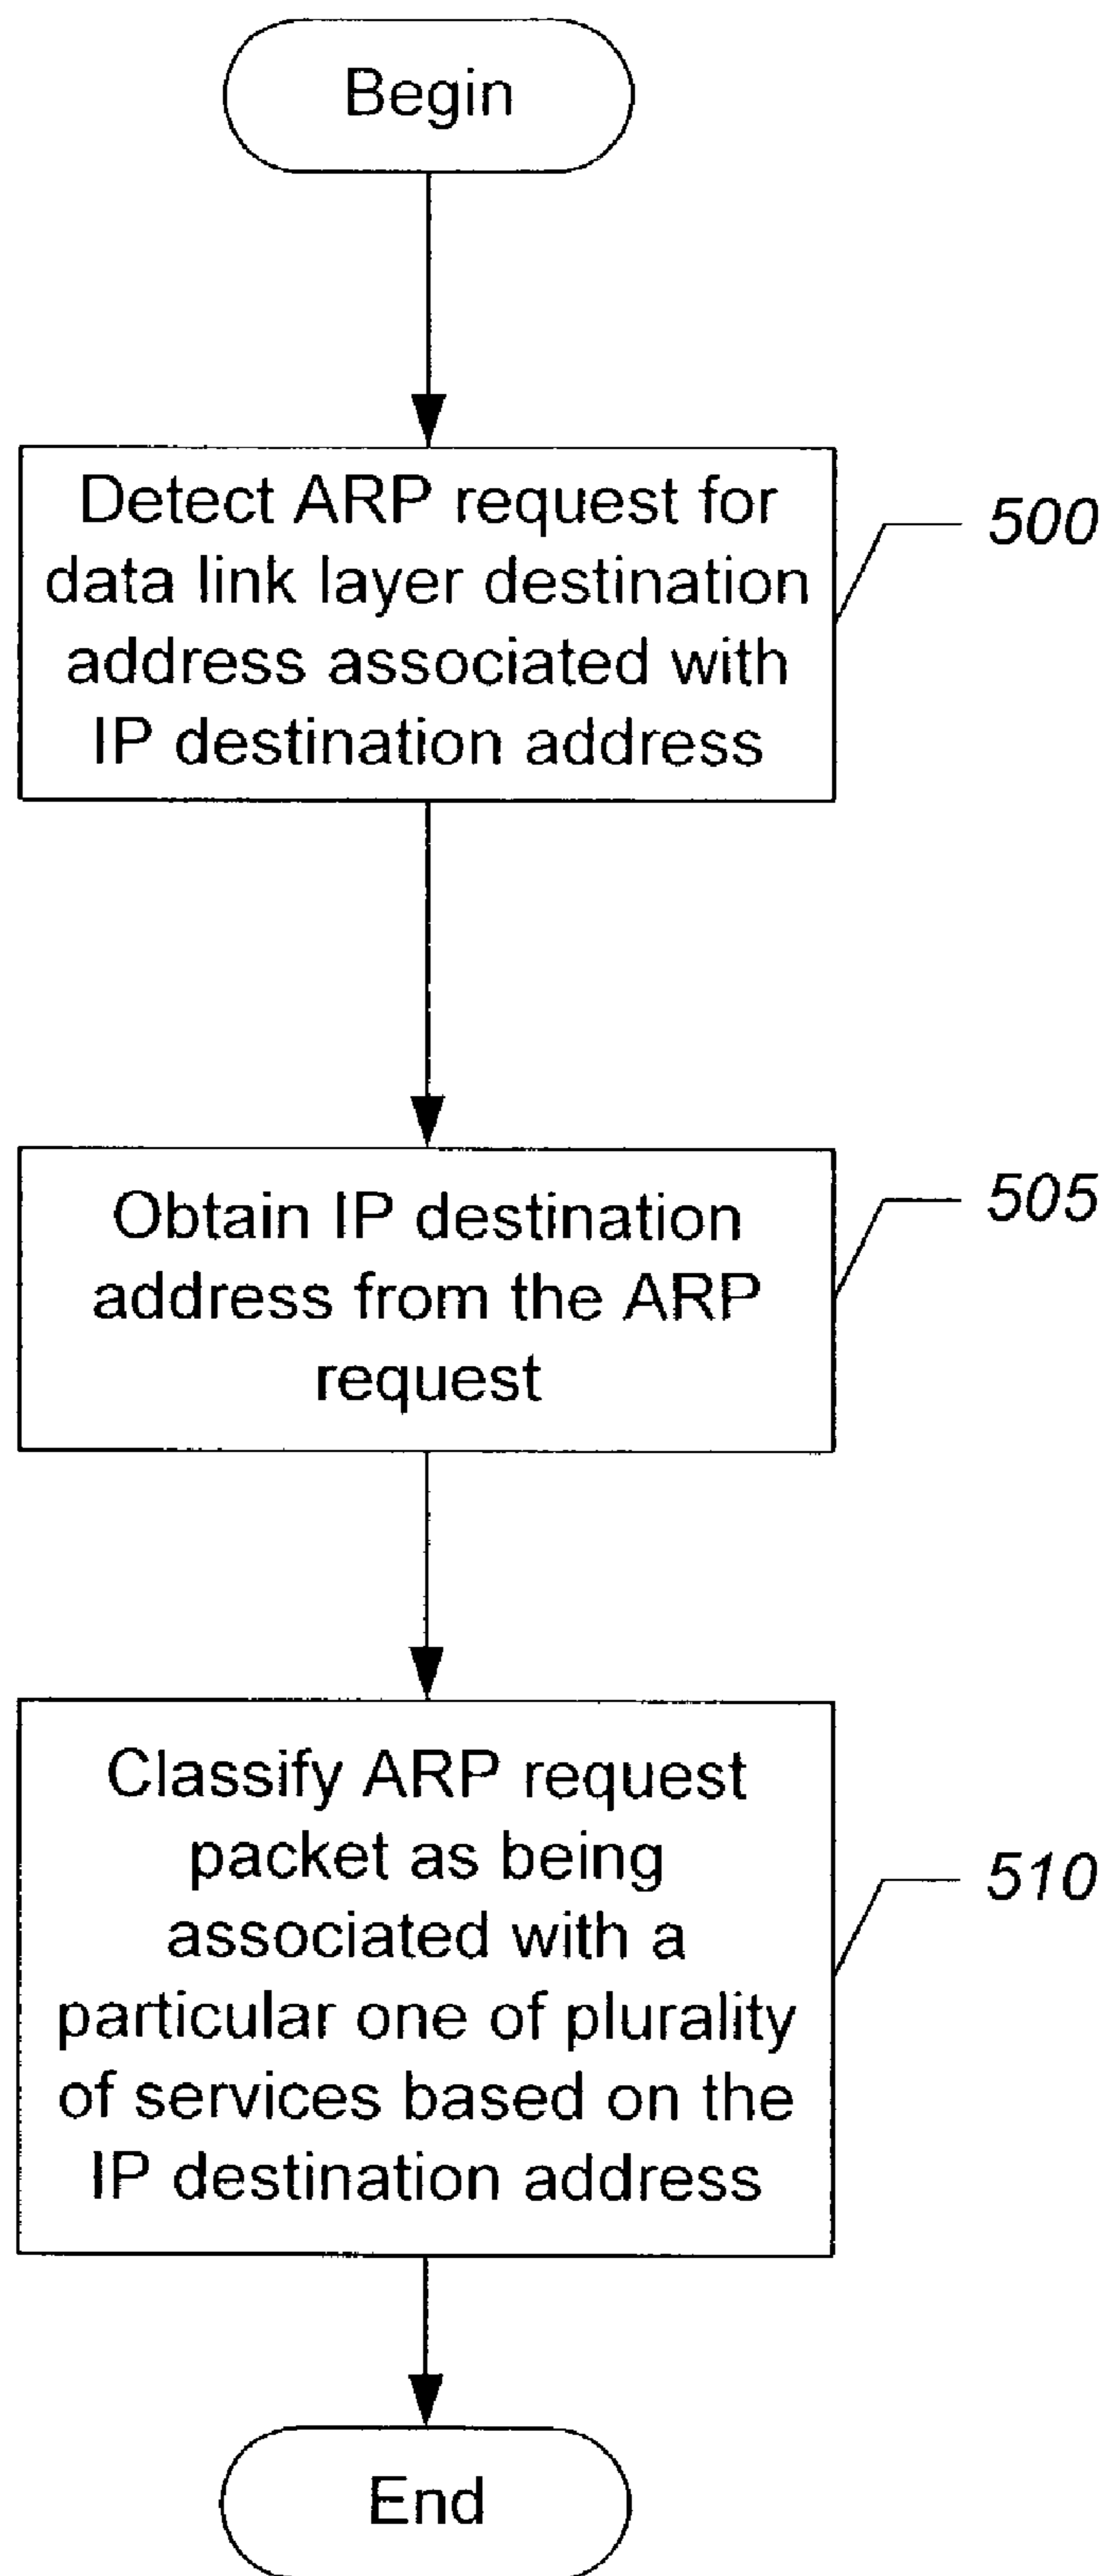 Begin
Detect ARP request for
data link layer destination
address associated with
IP destination address
500
Obtain IP destination
address from the ARP
request
505
Classify ARP request
packet as being
associated with a
particular one of plurality
of services based on the
IP destination address
510
End